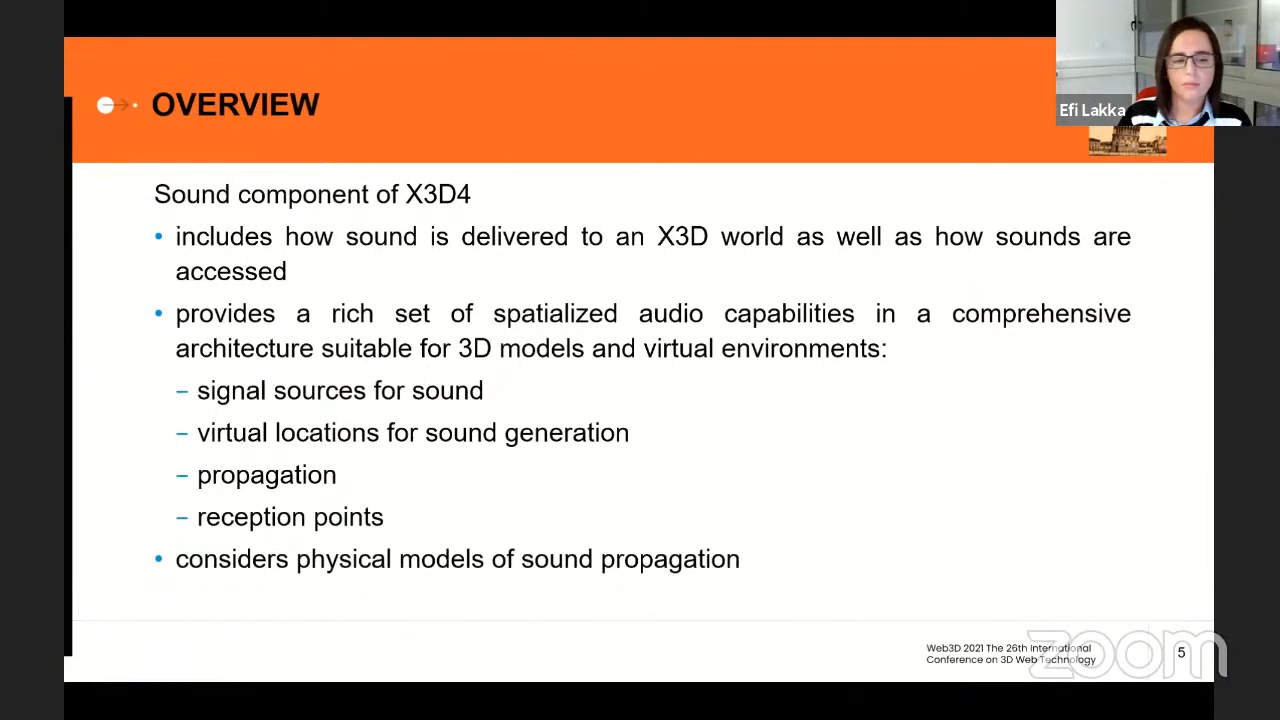 OVERVIEW
Efi Lakka
Sound component of X3D4
• includes how sound is delivered to an X3D world as well as how sounds are
accessed
• provides a rich set of spatialized audio capabilities in a comprehensive
architecture suitable for 3D models and virtual environments:
– signal sources for sound
– virtual locations for sound generation
– propagation
– reception points
• considers physical models of sound propagation
Web3D 2021 The 26th International
Conference on 3D Web Technology
zoom
5